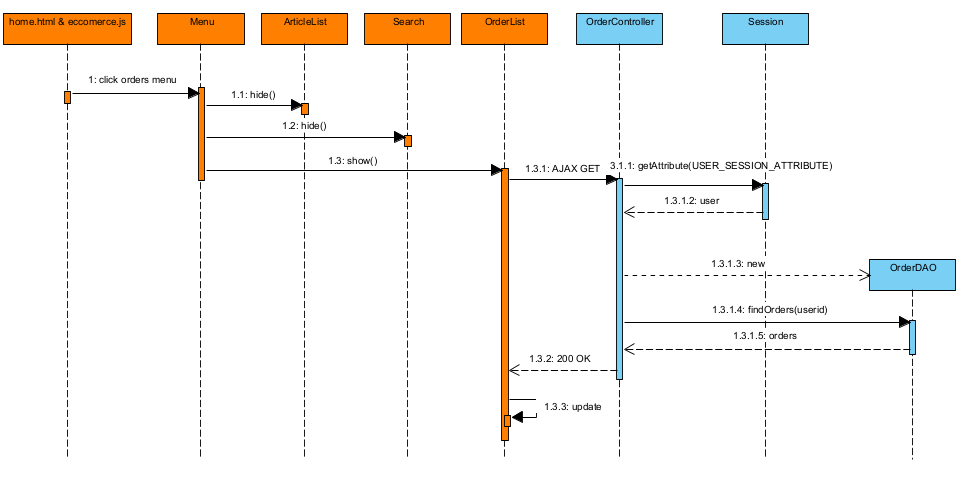 home.html & eccomerce.js
Menu
ArticleList
Search
OrderList
OrderController
Session
1: click orders menu
1.1: hide()
1.2: hide()
1.3: show()
1.3.1: AJAX GET
3.1.1: getAttribute(USER_SESSION_ATTRIBUTE)
1.3.1.2: user
1.3.1.3: new
OrderDAO
1.3.1.4: findOrders(userid)
1.3.1.5: orders
1.3.2: 200 OK
1.3.3: update